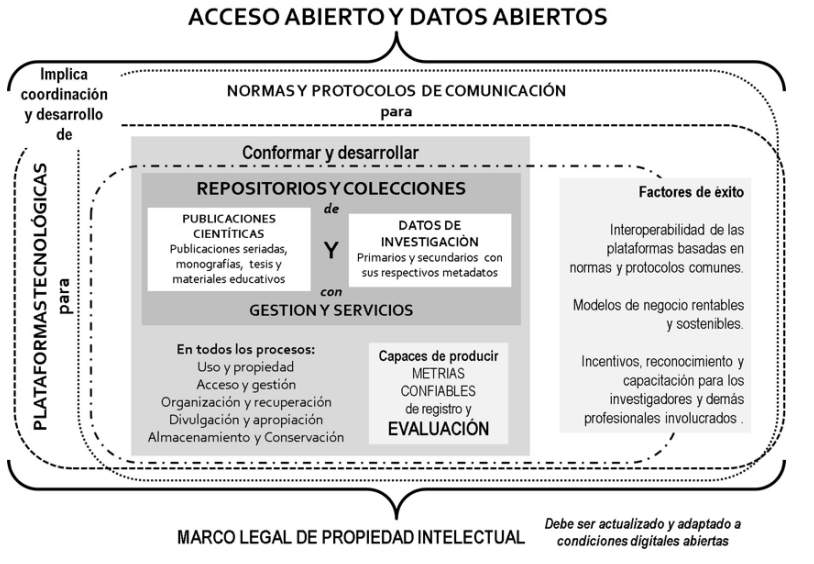 ACCESO ABIERTO Y DATOS ABIERTOS
Implica
coordinación
y desarrollo
de
NORMAS Y PROTOCOLOS DE COMUNICACIÓN
para
PLATAFORMAS TECNOLÓGICAS
para
Conformar y desarrollar
REPOSITORIOS Y COLECCIONES
de
PUBLICACIONES
CIENTÍFICAS
Publicaciones seriadas,
monografías, tesis y
materiales educativos
Y
DATOS DE
INVESTIGACIÒN
Primarios y secundarios con
sus respectivos metadatos
con
GESTION Y SERVICIOS
En todos los procesos:
Uso y propiedad
Acceso y gestión
Organización y recuperación
Divulgación y apropiación
Almacenamiento y Conservación
Capaces de producir
METRIAS
CONFIABLES
de registro y
EVALUACIÓN
Factores de èxito
Interoperabilidad de las
plataformas basadas en
normas y protocolos comunes.
Modelos de negocio rentables
y sostenibles.
Incentivos, reconocimiento y
capacitación para los
investigadores y demás
profesionales involucrados .
MARCO LEGAL DE PROPIEDAD INTELECTUAL
Debe ser actualizado y adaptado a
condiciones digitales abiertas